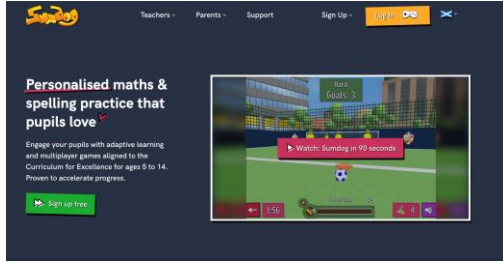 Sumdog
Teachers
Parents
Support
Sign Up
Log in
Personalised maths &
spelling practice that
pupils love
Engage your pupils with adaptive learning
and multiplayer games aligned to the
Curriculum for Excellence for ages 5 to 14.
Proven to accelerate progress.
Sign up free
Hard
Goals: 3
Watch: Sumdog in 90 seconds
1:56
4